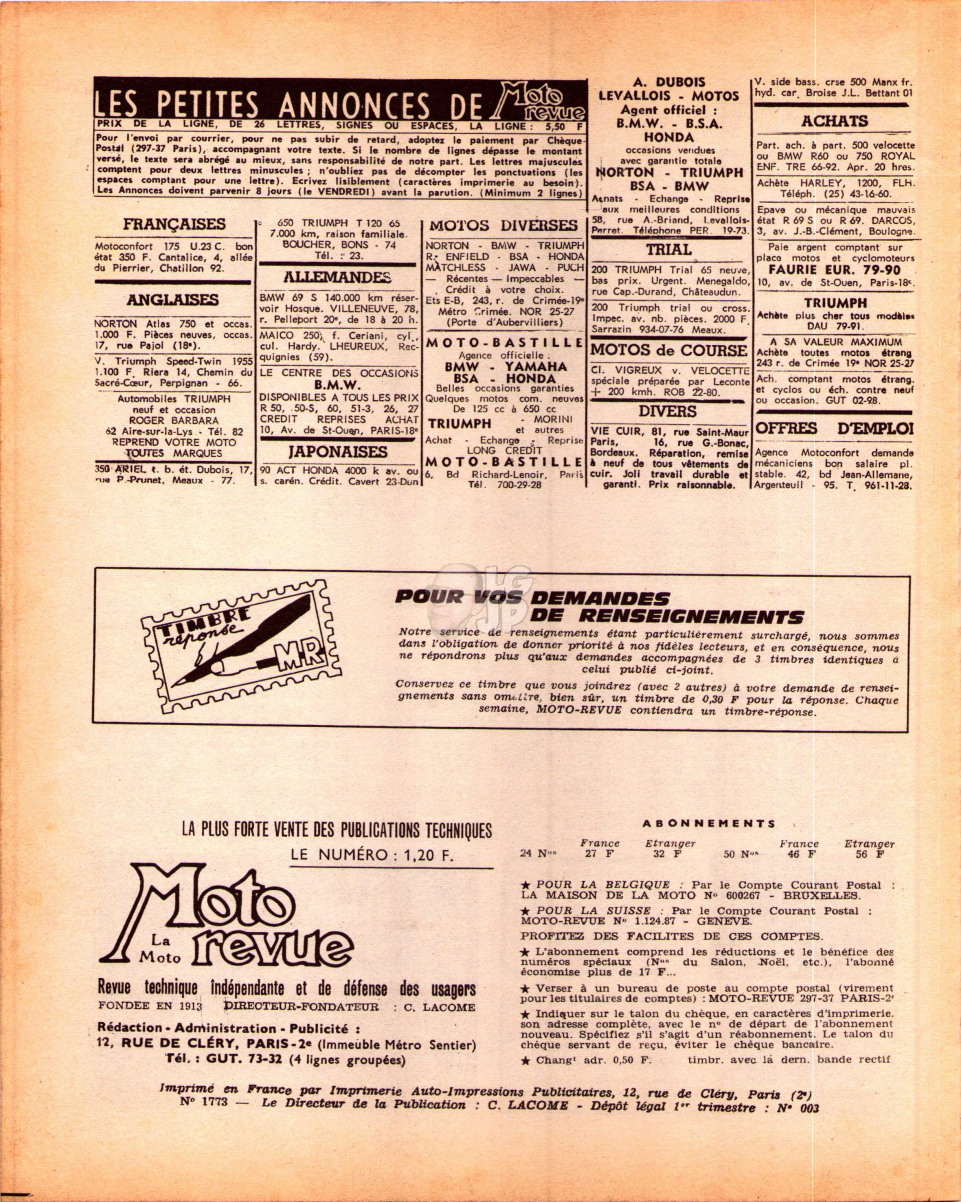 LES PETITES ANNONCES DE Moto revue
PRIX DE LA LIGNE, DE 26 LETTRES, SIGNES OU ESPACES, LA LIGNE : 5,50 F
Pour l'envoi par courrier, pour ne pas subir de retard, adoptez le paiement par Chèque-
Postal (297-37 Paris), accompagnant votre texte. Si le nombre de lignes dépasse le montant
versé, le texte sera abrégé au mieux, sans responsabilité de notre part. Les lettres majuscules
comptent pour deux lettres minuscules ; n'oubliez pas de décompter les ponctuations (les
espaces comptant pour une lettre). Ecrivez lisiblement (caractères imprimerie au besoin).
Les Annonces doivent parvenir 8 jours (le VENDREDI) avant la parution. (Minimum 2 lignes)
FRANÇAISES
Motoconfort 175 U.23 C. bon
état 350 F. Cantalice, 4, allée
du Pierrier, Chatillon 92.
ANGLAISES
NORTON Atlas 750 et occas.
1.000 F. Pièces neuves, occas.
17, rue Pajol (18e).
V. Triumph Speed-Twin 1955
1.100 F. Riera 14, Chemin du
Sacré-Cœur, Perpignan - 66.
Automobiles TRIUMPH
neuf et occasion
ROGER BARBARA
62 Aire-sur-la-Lys - Tél. 82
REPREND VOTRE MOTO
TOUTES MARQUES
350 ARIEL t. b. ét. Dubois, 17,
rue P.-Prunet, Meaux - 77.
650 TRIUMPH T 120 65
7.000 km, raison familiale.
BOUCHER, BONS - 74
Tél. : 23.
ALLEMANDES
BMW 69 S 140.000 km réser-
voir Hosque. VILLENEUVE, 78,
r. Pelleport 20e, de 18 à 20 h.
MAICO 250, f. Ceriani, cyl.,
cul. Hardy. LHEUREUX, Rec-
quignies (59).
LE CENTRE DES OCCASIONS
B.M.W.
DISPONIBLES A TOUS LES PRIX
R 50, 50-S, 60, 51-3, 26, 27
CREDIT REPRISES ACHAT
10, Av. de St-Ouen, PARIS-18e
JAPONAISES
90 ACT HONDA 4000 k av. ou
s. carén. Crédit. Cavert 23-Dun
MOTOS DIVERSES
NORTON - BMW - TRIUMPH
R. ENFIELD - BSA - HONDA
MATCHLESS - JAWA - PUCH
— Récentes — Impeccables —
Crédit à votre choix.
Ets E-B, 243, r. de Crimée-19e
Métro Crimée. NOR 25-27
(Porte d'Aubervilliers)
MOTO-BASTILLE
Agence officielle :
BMW - YAMAHA
BSA - HONDA
Belles occasions garanties
Quelques motos com. neuves
De 125 cc à 650 cc
TRIUMPH - MORINI
et autres
Achat - Echange - Reprise
LONG CREDIT
MOTO-BASTILLE
6, Bd Richard-Lenoir, Paris
Tél. 700-29-28
A. DUBOIS
LEVALLOIS - MOTOS
Agent officiel :
B.M.W. - B.S.A.
HONDA
occasions vendues
avec garantie totale
NORTON - TRIUMPH
BSA - BMW
Achats - Echange - Reprise
aux meilleures conditions
58, rue A.-Briand, Levallois-
Perret. Téléphone PER. 19-73.
TRIAL
200 TRIUMPH Trial 65 neuve,
bas prix. Urgent. Menegaldo,
rue Cap.-Durand, Châteaudun.
200 Triumph trial ou cross.
Impec. av. nb. pièces. 2000 F.
Sarrazin 934-07-76 Meaux.
MOTOS de COURSE
Cl. VIGREUX v. VELOCETTE
spéciale préparée par Leconte
+ 200 kmh. ROB 22-80.
DIVERS
VIE CUIR, 81, rue Saint-Maur
Paris, 16, rue G.-Bonac,
Bordeaux. Réparation, remise
à neuf de tous vêtements de
cuir. Joli travail durable et
garanti. Prix raisonnable.
V. side bass. crse 500 Manx fr.
hyd. car. Broise J.L. Bettant 01
ACHATS
Part. ach. à part. 500 velocette
ou BMW R60 ou 750 ROYAL
ENF. TRE 66-92. Apr. 20 hres.
Achète HARLEY, 1200, FLH.
Téléph. (25) 43-16-60.
Epave ou mécanique mauvais
état R 69 S ou R 69. DARCOS,
3, av. J.-B.-Clément, Boulogne.
Paie argent comptant sur
place motos et cyclomoteurs
FAURIE EUR. 79-90
10, av. de St-Ouen, Paris-18e.
TRIUMPH
Achète plus cher tous modèles
DAU 79-91.
A SA VALEUR MAXIMUM
Achète toutes motos étrang
243 r. de Crimée 19e NOR 25-27
Ach. comptant motos étrang.
et cyclos ou éch. contre neuf
ou occasion. GUT 02-98.
OFFRES D'EMPLOI
Agence Motoconfort demande
mécaniciens bon salaire pl.
stable. 42, bd Jean-Allemane,
Argenteuil - 95. T. 961-11-28.
TIMBRE
réponse
MR
LG
JP
POUR VOS DEMANDES
DE RENSEIGNEMENTS
Notre service de renseignements étant particulièrement surchargé, nous sommes
dans l'obligation de donner priorité à nos fidèles lecteurs, et en conséquence, nous
ne répondrons plus qu'aux demandes accompagnées de 3 timbres identiques à
celui publié ci-joint.
Conservez ce timbre que vous joindrez (avec 2 autres) à votre demande de rensei-
gnements sans omettre, bien sûr, un timbre de 0,30 F pour la réponse. Chaque
semaine, MOTO-REVUE contiendra un timbre-réponse.
LA PLUS FORTE VENTE DES PUBLICATIONS TECHNIQUES
LE NUMÉRO : 1,20 F.
Moto
La Moto revue
Revue technique indépendante et de défense des usagers
FONDEE EN 1913 DIRECTEUR-FONDATEUR : C. LACOME
Rédaction - Administration - Publicité :
12, RUE DE CLÉRY, PARIS-2e (Immeuble Métro Sentier)
Tél. : GUT. 73-32 (4 lignes groupées)
ABONNEMENTS
France Etranger France Etranger
24 Nos 27 F 32 F 50 Nos 46 F 56 F
★ POUR LA BELGIQUE : Par le Compte Courant Postal :
LA MAISON DE LA MOTO No 600267 - BRUXELLES.
★ POUR LA SUISSE : Par le Compte Courant Postal :
MOTO-REVUE No 1.124.87 - GENEVE.
PROFITEZ DES FACILITES DE CES COMPTES.
★ L'abonnement comprend les réductions et le bénéfice des
numéros spéciaux (Nos du Salon, Noël, etc.), l'abonné
économise plus de 17 F...
★ Verser à un bureau de poste au compte postal (virement
pour les titulaires de comptes) : MOTO-REVUE 297-37 PARIS-2e
★ Indiquer sur le talon du chèque, en caractères d'imprimerie,
son adresse complète, avec le no de départ de l'abonnement
nouveau. Spécifiez s'il s'agit d'un réabonnement. Le talon du
chèque servant de reçu, éviter le chèque bancaire.
★ Changt adr. 0,50 F. timbr. avec la dern. bande rectif
Imprimé en France par Imprimerie Auto-Impressions Publicitaires, 12, rue de Cléry, Paris (2e)
No 1773 — Le Directeur de la Publication : C. LACOME - Dépôt légal 1er trimestre : No 003